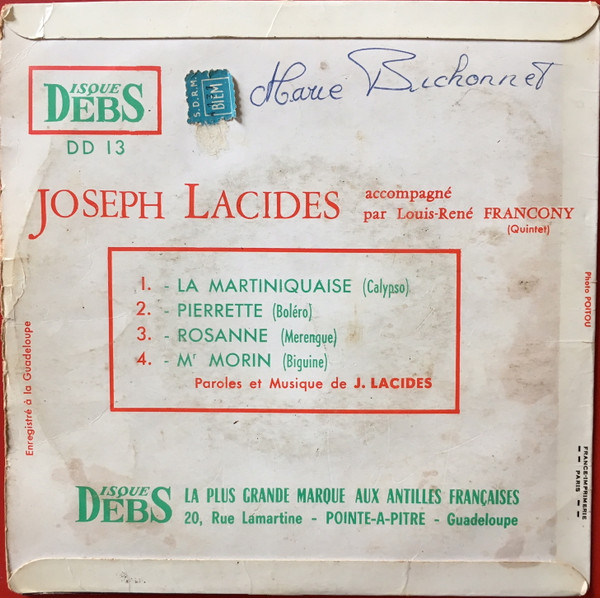 DISQUE
DEBS
DD 13
S.D.R.M.
BIEM
Marie Bichonnet
JOSEPH LACIDES
accompagné
par Louis-René FRANCONY
(Quintet)
1. - LA MARTINIQUAISE (Calypso)
2. - PIERRETTE (Boléro)
3. - ROSANNE (Merengue)
4. - Mr MORIN (Biguine)
Paroles et Musique de J. LACIDES
Enregistré à la Guadeloupe
Photo POITOU
FRANCE-IMPRIMERIE
PARIS
DISQUE
DEBS
LA PLUS GRANDE MARQUE AUX ANTILLES FRANÇAISES
20, Rue Lamartine - POINTE-A-PITRE - Guadeloupe